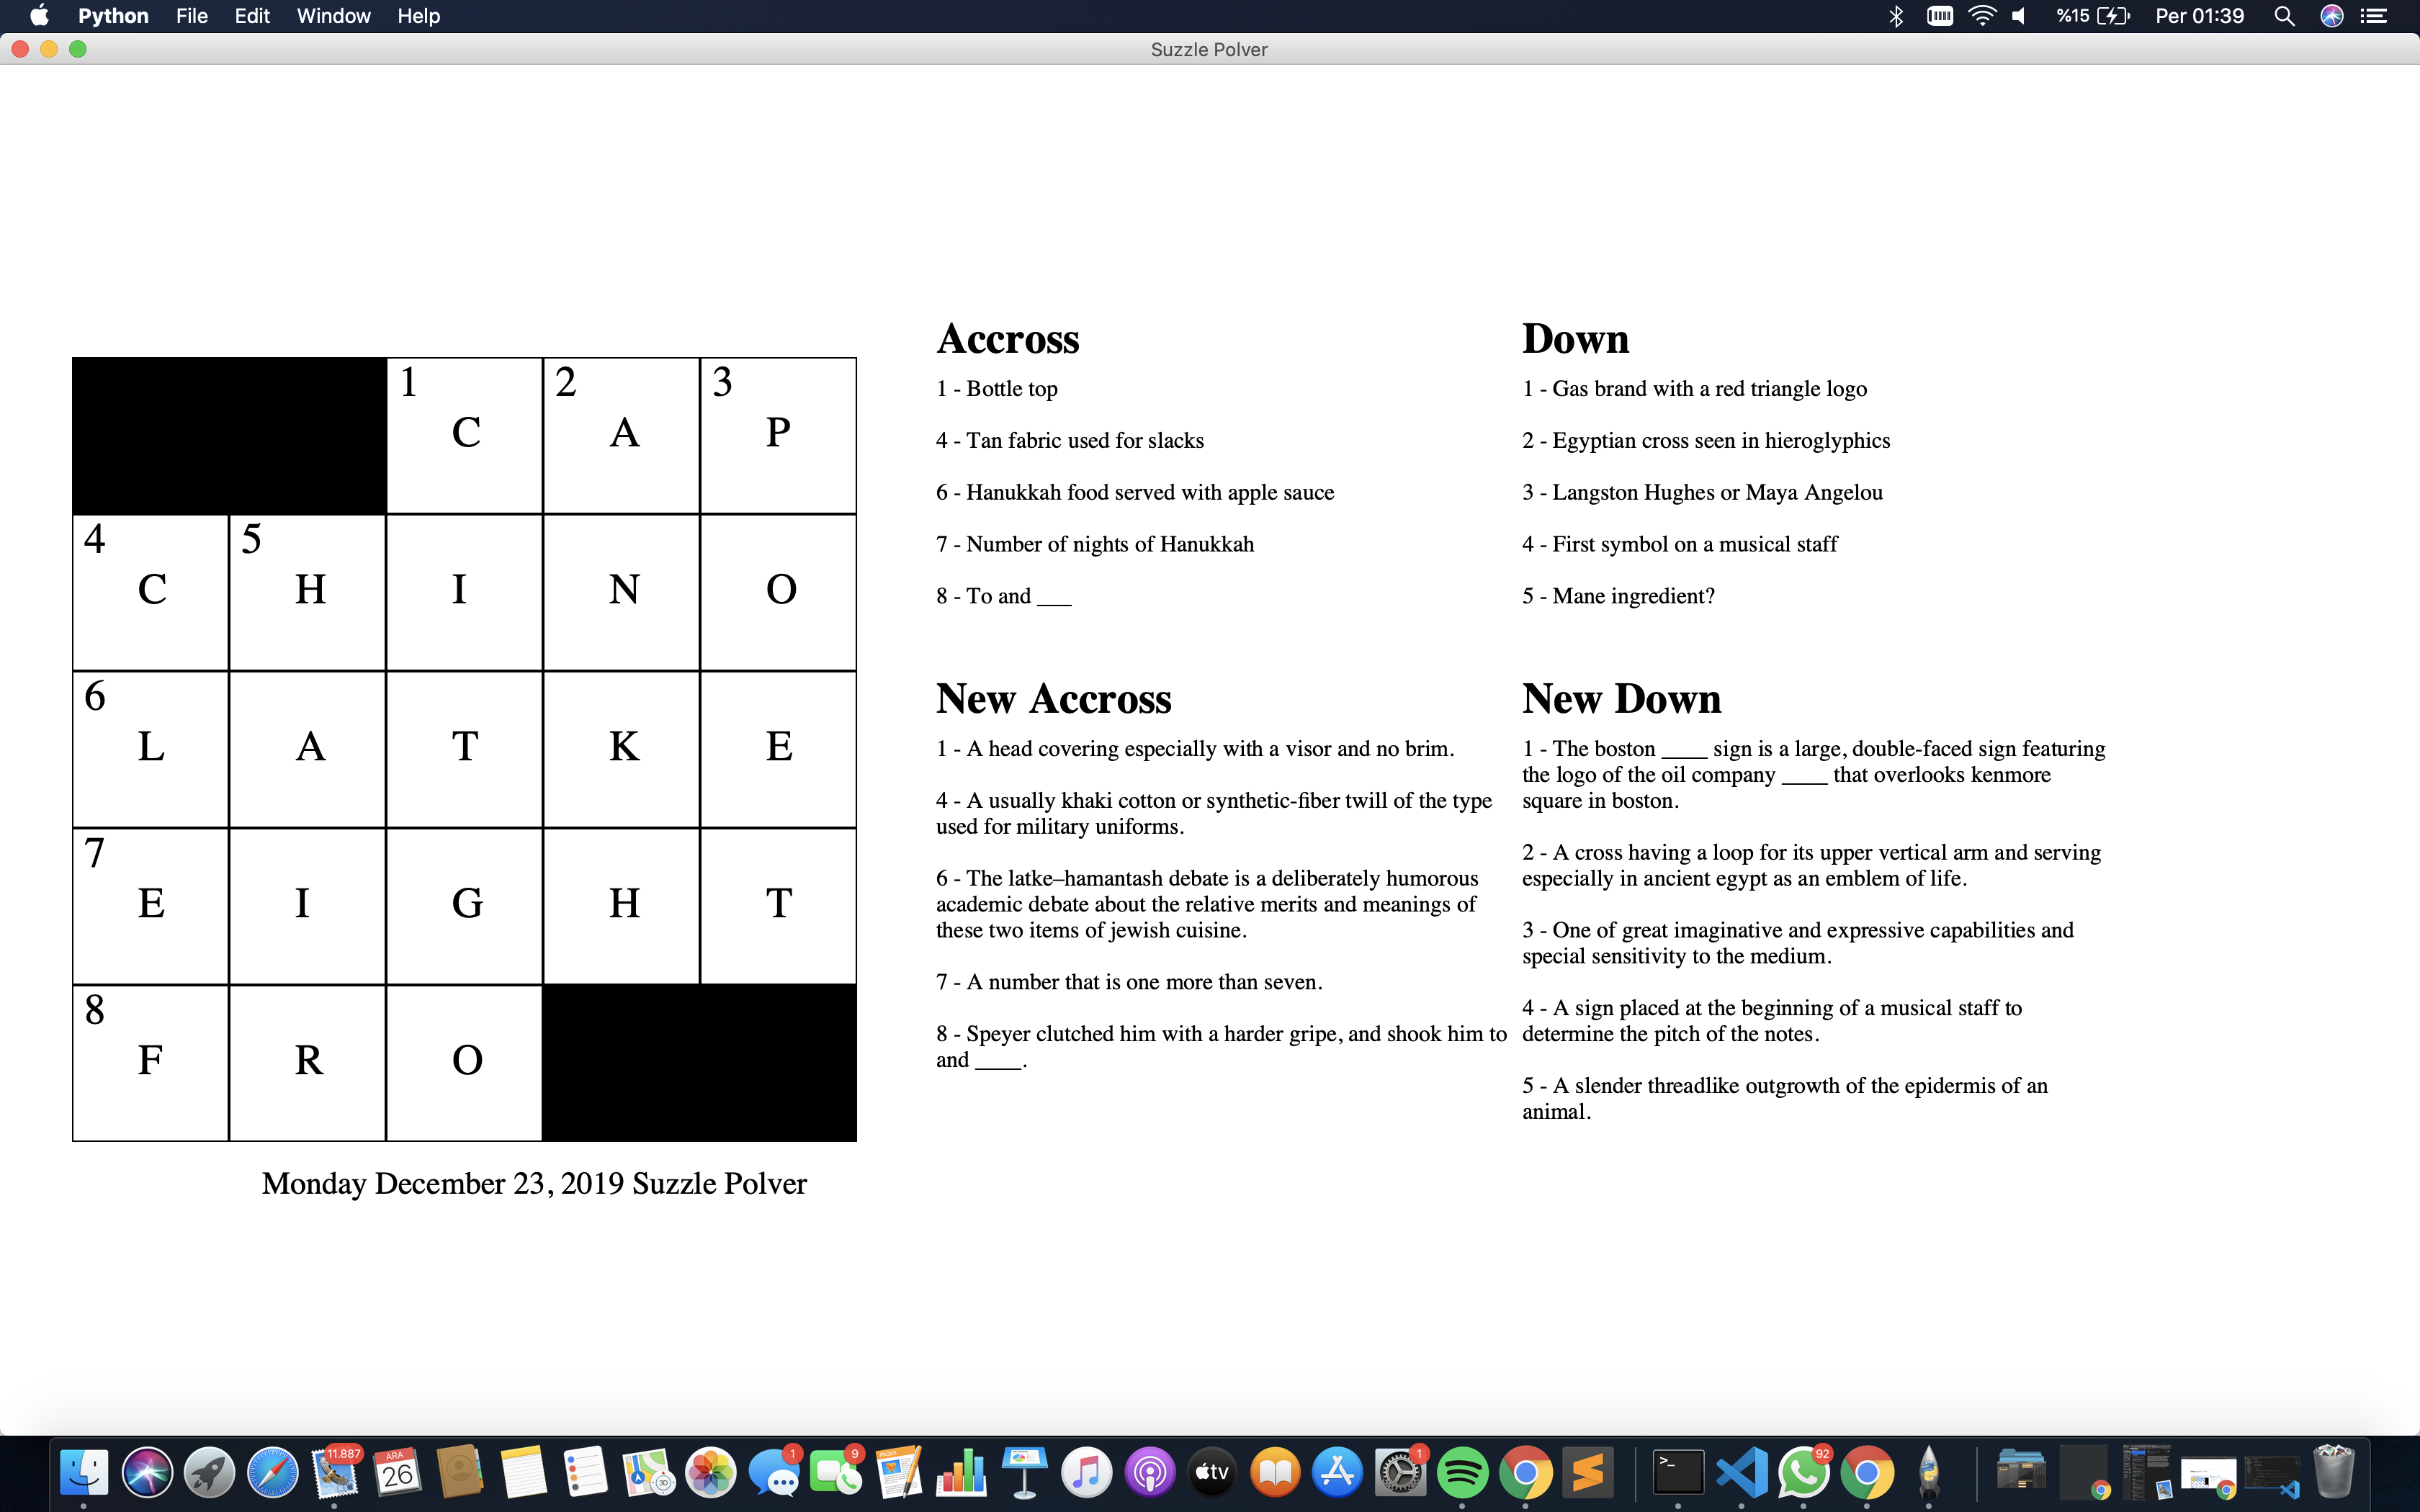 Python File Edit Window Help %15 Per 01:39
Suzzle Polver
1 2 3
C A P
4 5
C H I N O
6
L A T K E
7
E I G H T
8
F R O
Monday December 23, 2019 Suzzle Polver
Accross
1 - Bottle top
4 - Tan fabric used for slacks
6 - Hanukkah food served with apple sauce
7 - Number of nights of Hanukkah
8 - To and ___
Down
1 - Gas brand with a red triangle logo
2 - Egyptian cross seen in hieroglyphics
3 - Langston Hughes or Maya Angelou
4 - First symbol on a musical staff
5 - Mane ingredient?
New Accross
1 - A head covering especially with a visor and no brim.
4 - A usually khaki cotton or synthetic-fiber twill of the type
used for military uniforms.
6 - The latke–hamantash debate is a deliberately humorous
academic debate about the relative merits and meanings of
these two items of jewish cuisine.
7 - A number that is one more than seven.
8 - Speyer clutched him with a harder gripe, and shook him to
and ____.
New Down
1 - The boston ____ sign is a large, double-faced sign featuring
the logo of the oil company ____ that overlooks kenmore
square in boston.
2 - A cross having a loop for its upper vertical arm and serving
especially in ancient egypt as an emblem of life.
3 - One of great imaginative and expressive capabilities and
special sensitivity to the medium.
4 - A sign placed at the beginning of a musical staff to
determine the pitch of the notes.
5 - A slender threadlike outgrowth of the epidermis of an
animal.
11.887
ARA
26
3D
1
9
PAGES
tv
1
>_
92